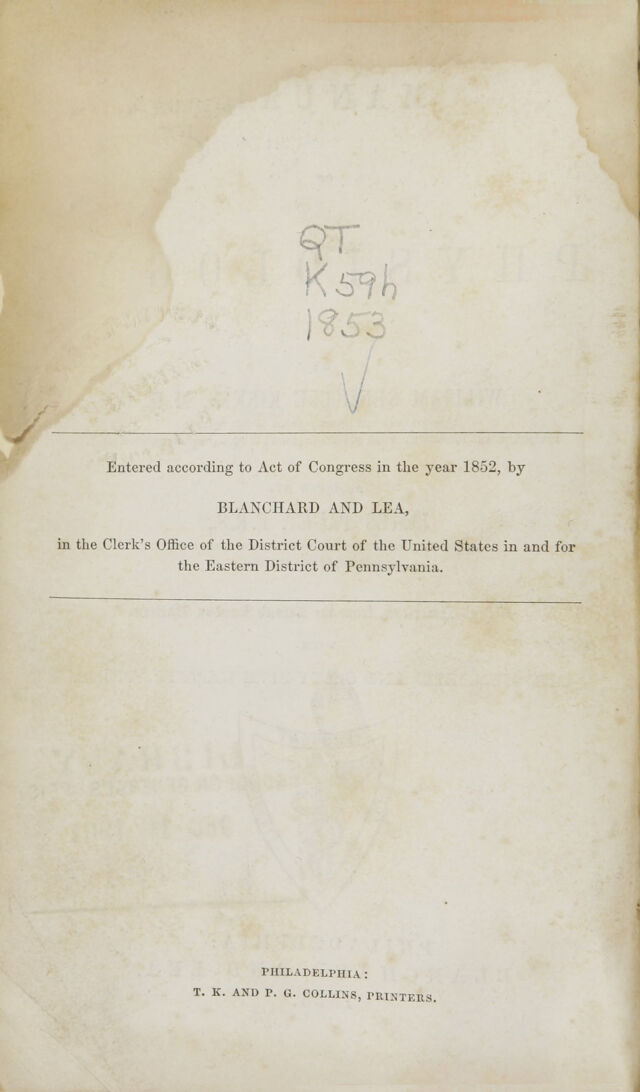 QT
K59h
1853
Entered according to Act of Congress in the year 1852, by
BLANCHARD AND LEA,
in the Clerk's Office of the District Court of the United States in and for
the Eastern District of Pennsylvania.
PHILADELPHIA:
T. K. AND P. G. COLLINS, PRINTERS.